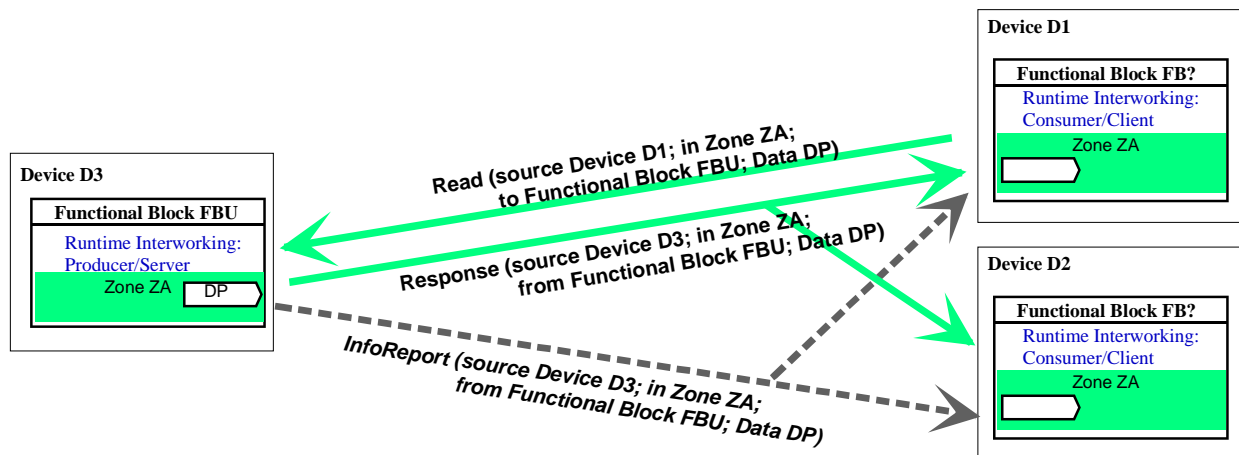 Device D1
Functional Block FB?
Runtime Interworking:
Consumer/Client
Zone ZA
Read (source Device D1; in Zone ZA;
to Functional Block FBU; Data DP)
Device D3
Functional Block FBU
Runtime Interworking:
Producer/Server
Zone ZA
DP
Response (source Device D3; in Zone ZA;
from Functional Block FBU; Data DP)
Device D2
Functional Block FB?
Runtime Interworking:
Consumer/Client
Zone ZA
InfoReport (source Device D3; in Zone ZA;
from Functional Block FBU; Data DP)